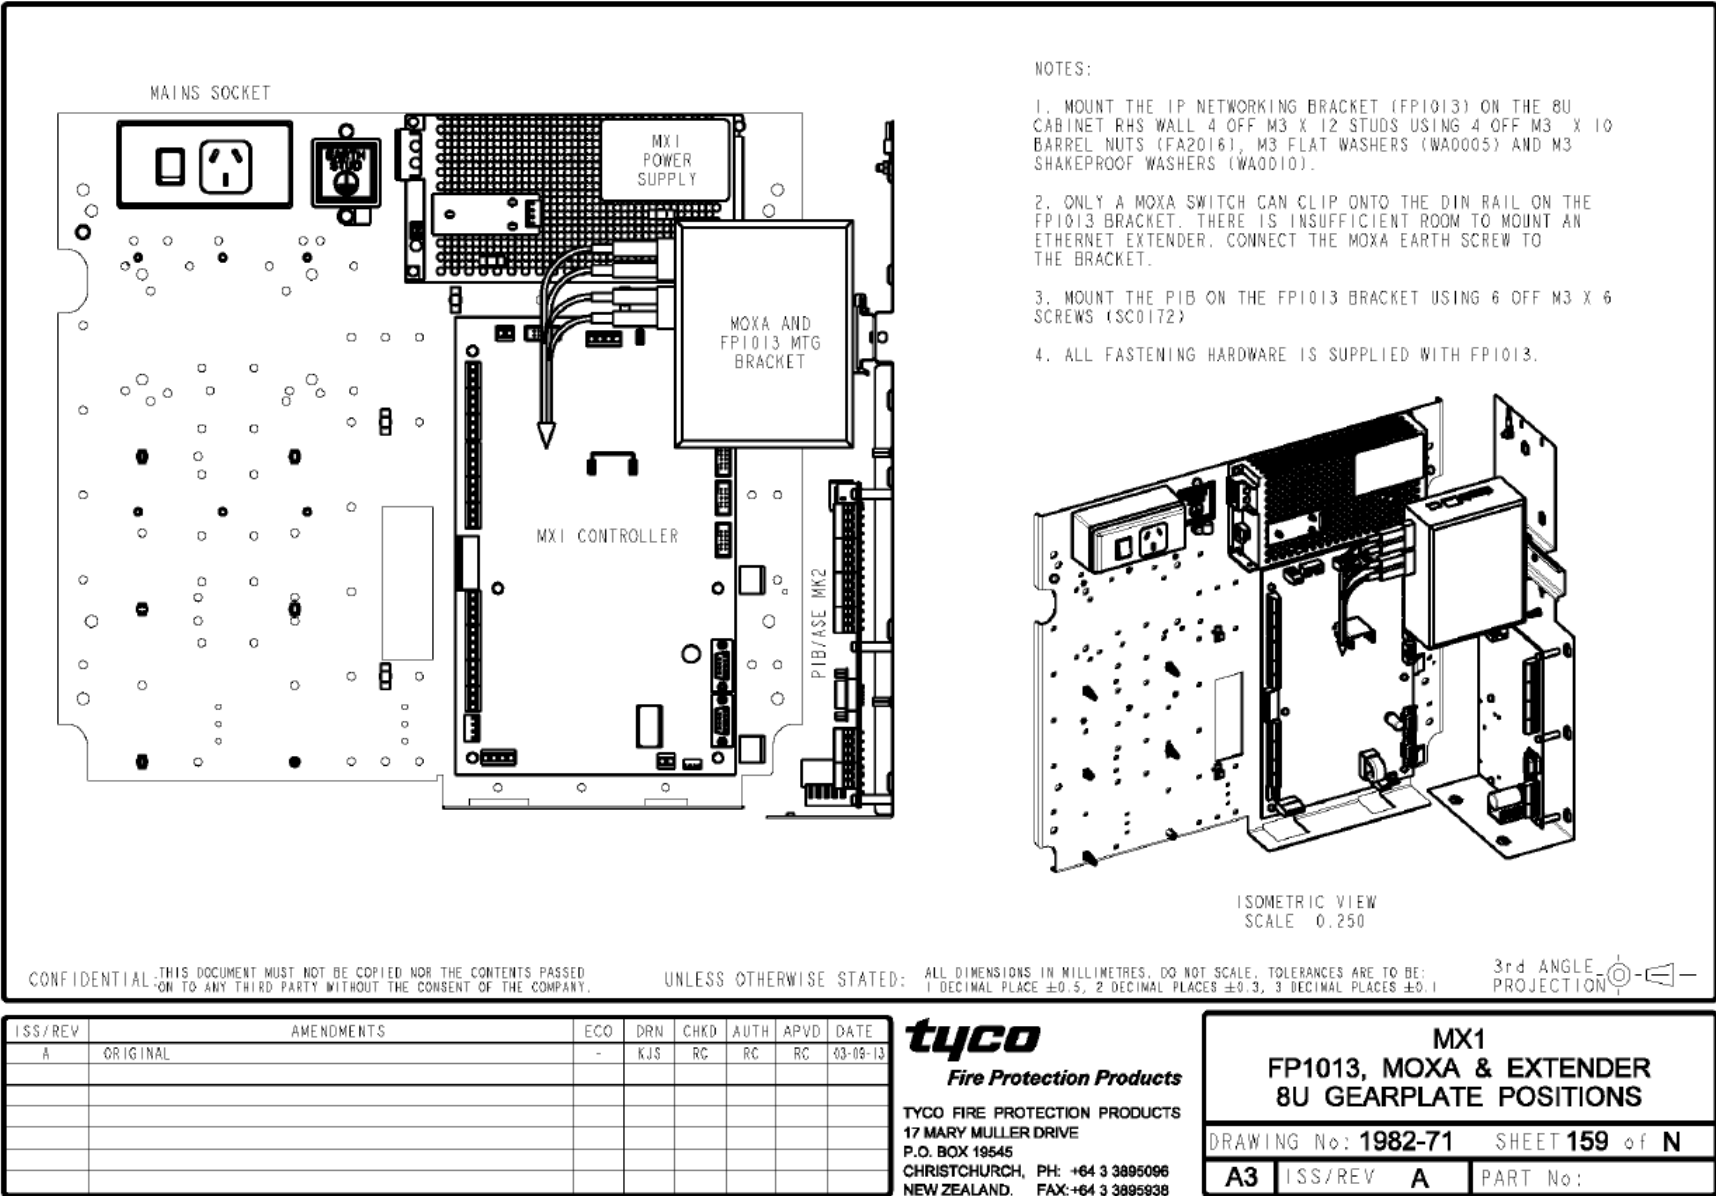 MAINS SOCKET
EARTH
STUD
MX1
POWER
SUPPLY
MOXA AND
FP1013 MTG
BRACKET
MX1 CONTROLLER
PIB/ASE MK2
NOTES:
1. MOUNT THE IP NETWORKING BRACKET (FP1013) ON THE 8U
CABINET RHS WALL 4 OFF M3 X 12 STUDS USING 4 OFF M3 X 10
BARREL NUTS (FA2016), M3 FLAT WASHERS (WA0005) AND M3
SHAKEPROOF WASHERS (WA0010).
2. ONLY A MOXA SWITCH CAN CLIP ONTO THE DIN RAIL ON THE
FP1013 BRACKET. THERE IS INSUFFICIENT ROOM TO MOUNT AN
ETHERNET EXTENDER. CONNECT THE MOXA EARTH SCREW TO
THE BRACKET.
3. MOUNT THE PIB ON THE FP1013 BRACKET USING 6 OFF M3 X 6
SCREWS (SC0172)
4. ALL FASTENING HARDWARE IS SUPPLIED WITH FP1013.
ISOMETRIC VIEW
SCALE 0.250
CONFIDENTIAL. THIS DOCUMENT MUST NOT BE COPIED NOR THE CONTENTS PASSED
ON TO ANY THIRD PARTY WITHOUT THE CONSENT OF THE COMPANY.
UNLESS OTHERWISE STATED: ALL DIMENSIONS IN MILLIMETRES. DO NOT SCALE. TOLERANCES ARE TO BE:
1 DECIMAL PLACE ±0.5, 2 DECIMAL PLACES ±0.3, 3 DECIMAL PLACES ±0.1
3rd ANGLE
PROJECTION
ISS/REV AMENDMENTS ECO DRN CHKD AUTH APVD DATE
A ORIGINAL - KJS RC RC RC 03-09-13
tyco
Fire Protection Products
TYCO FIRE PROTECTION PRODUCTS
17 MARY MULLER DRIVE
P.O. BOX 19545
CHRISTCHURCH, PH: +64 3 3895096
NEW ZEALAND. FAX:+64 3 3895938
MX1
FP1013, MOXA & EXTENDER
8U GEARPLATE POSITIONS
DRAWING No: 1982-71 SHEET 159 of N
A3 ISS/REV A PART No: